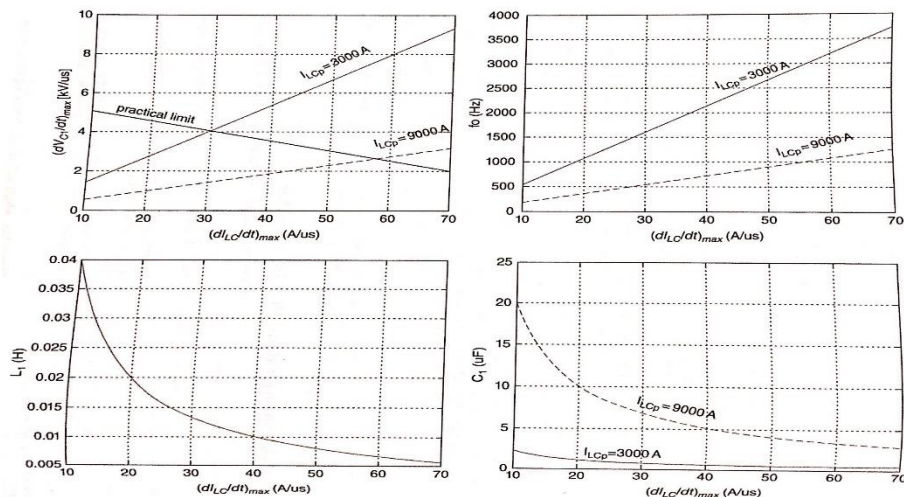 10
8
6
4
2
0
(dV_C1/dt)_max [kV/us]
I_LCp=3000 A
practical limit
I_LCp=9000 A
10 20 30 40 50 60 70
(dI_LC/dt)_max (A/us)
4000
3500
3000
2500
2000
1500
1000
500
0
fo (Hz)
I_LCp=3000 A
I_LCp=9000 A
10 20 30 40 50 60 70
(dI_LC/dt)_max (A/us)
0.04
0.035
0.03
0.025
0.02
0.015
0.01
0.005
L_1 (H)
10 20 30 40 50 60 70
(dI_LC/dt)_max (A/us)
25
20
15
10
5
0
C_1 (uF)
I_LCp=9000 A
I_LCp=3000 A
10 20 30 40 50 60 70
(dI_LC/dt)_max (A/us)